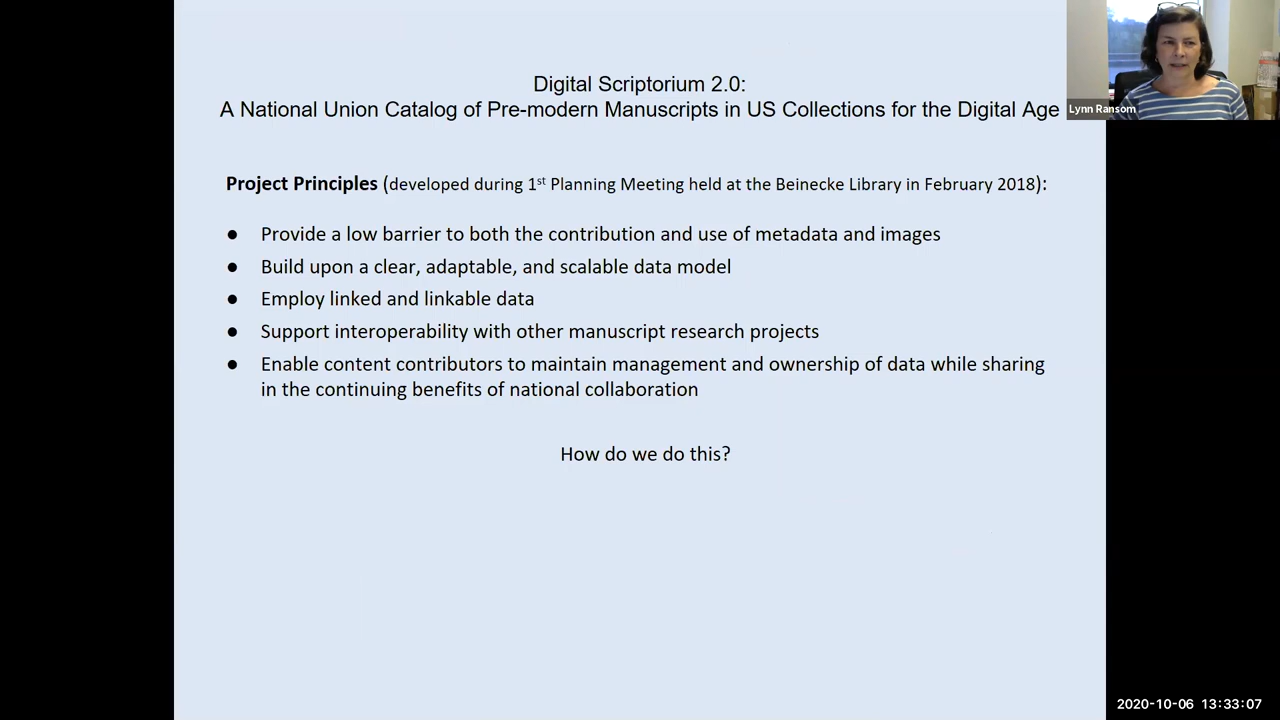 Digital Scriptorium 2.0:
A National Union Catalog of Pre-modern Manuscripts in US Collections for the Digital Age
Lynn Ransom
Project Principles (developed during 1st Planning Meeting held at the Beinecke Library in February 2018):
● Provide a low barrier to both the contribution and use of metadata and images
● Build upon a clear, adaptable, and scalable data model
● Employ linked and linkable data
● Support interoperability with other manuscript research projects
● Enable content contributors to maintain management and ownership of data while sharing
in the continuing benefits of national collaboration
How do we do this?
2020-10-06 13:33:07